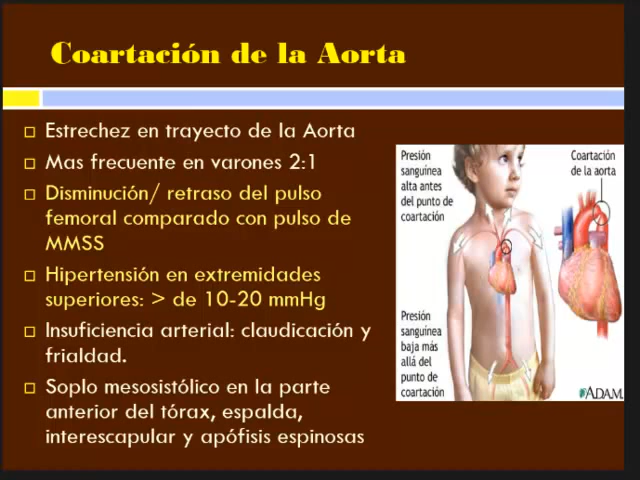 Coartación de la Aorta
Estrechez en trayecto de la Aorta
Mas frecuente en varones 2:1
Disminución/ retraso del pulso
femoral comparado con pulso de
MMSS
Hipertensión en extremidades
superiores: > de 10-20 mmHg
Insuficiencia arterial: claudicación y
frialdad.
Soplo mesosistólico en la parte
anterior del tórax, espalda,
interescapular y apófisis espinosas
Presión
sanguínea
alta antes
del punto de
coartación
Coartación
de la aorta
Presión
sanguínea
baja más
allá del
punto de
coartación
ADAM.